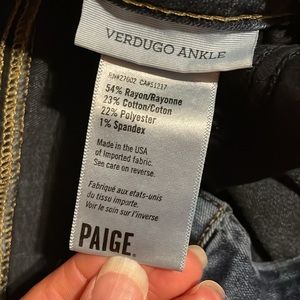 VERDUGO ANKLE
RN#27002 CA#51217
54% Rayon/Rayonne
23% Cotton/Coton
22% Polyester
1% Spandex
Made in the USA
of imported fabric.
See care on reverse.
Fabriqué aux etats-unis
du tissu importe.
Voir le soin sur l'inverse
PAIGE